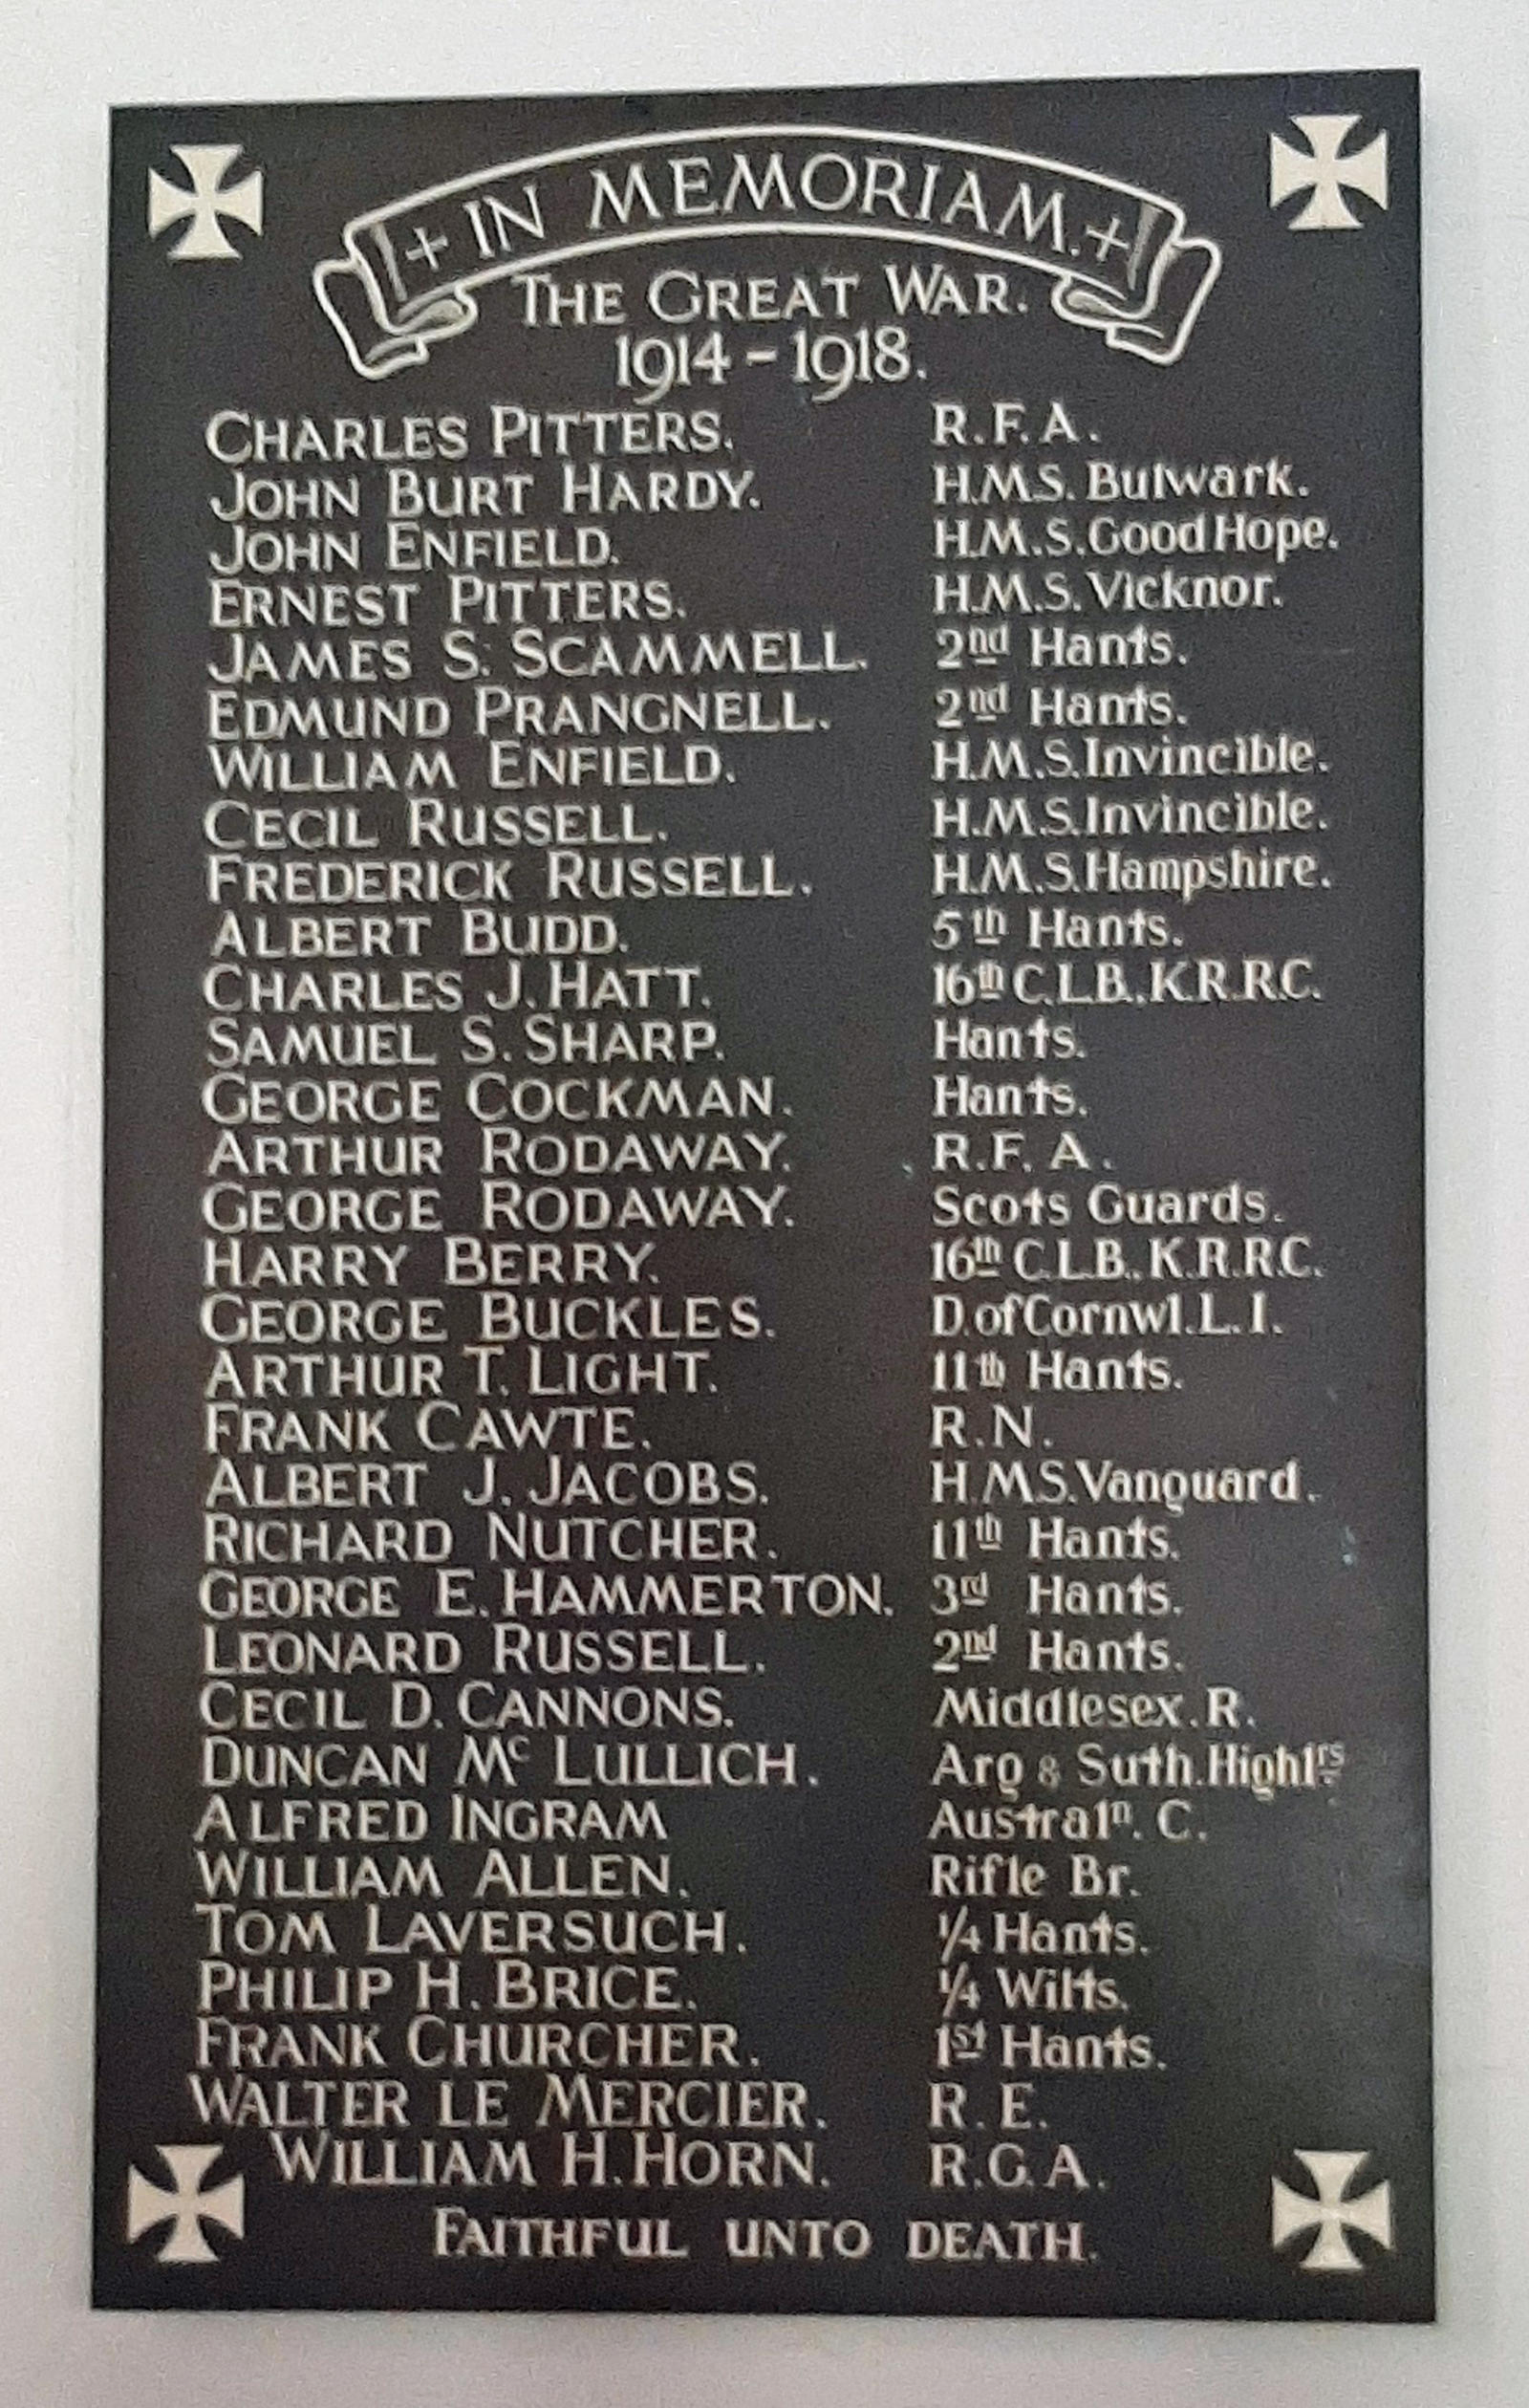 + IN MEMORIAM. +
THE GREAT WAR.
1914 - 1918.
CHARLES PITTERS. R.F.A.
JOHN BURT HARDY. H.M.S. Bulwark.
JOHN ENFIELD. H.M.S. Good Hope.
ERNEST PITTERS. H.M.S. Vicknor.
JAMES S. SCAMMELL. 2nd Hants.
EDMUND PRANGNELL. 2nd Hants.
WILLIAM ENFIELD. H.M.S. Invincible.
CECIL RUSSELL. H.M.S. Invincible.
FREDERICK RUSSELL. H.M.S. Hampshire.
ALBERT BUDD. 5th Hants.
CHARLES J. HATT. 16th C.L.B., K.R.R.C.
SAMUEL S. SHARP. Hants.
GEORGE COCKMAN. Hants.
ARTHUR RODAWAY. R.F.A.
GEORGE RODAWAY. Scots Guards.
HARRY BERRY. 16th C.L.B., K.R.R.C.
GEORGE BUCKLES. D. of Cornwl. L. I.
ARTHUR T. LIGHT. 11th Hants.
FRANK CAWTE. R.N.
ALBERT J. JACOBS. H.M.S. Vanguard.
RICHARD NUTCHER. 11th Hants.
GEORGE E. HAMMERTON. 3rd Hants.
LEONARD RUSSELL. 2nd Hants.
CECIL D. CANNONS. Middlesex. R.
DUNCAN Mc LULLICH. Arg & Suth. Highlrs
ALFRED INGRAM Australn. C.
WILLIAM ALLEN. Rifle Br.
TOM LAVERSUCH. 1/4 Hants.
PHILIP H. BRICE. 1/4 Wilts.
FRANK CHURCHER. 1st Hants.
WALTER LE MERCIER. R.E.
WILLIAM H. HORN. R.G.A.
FAITHFUL UNTO DEATH.